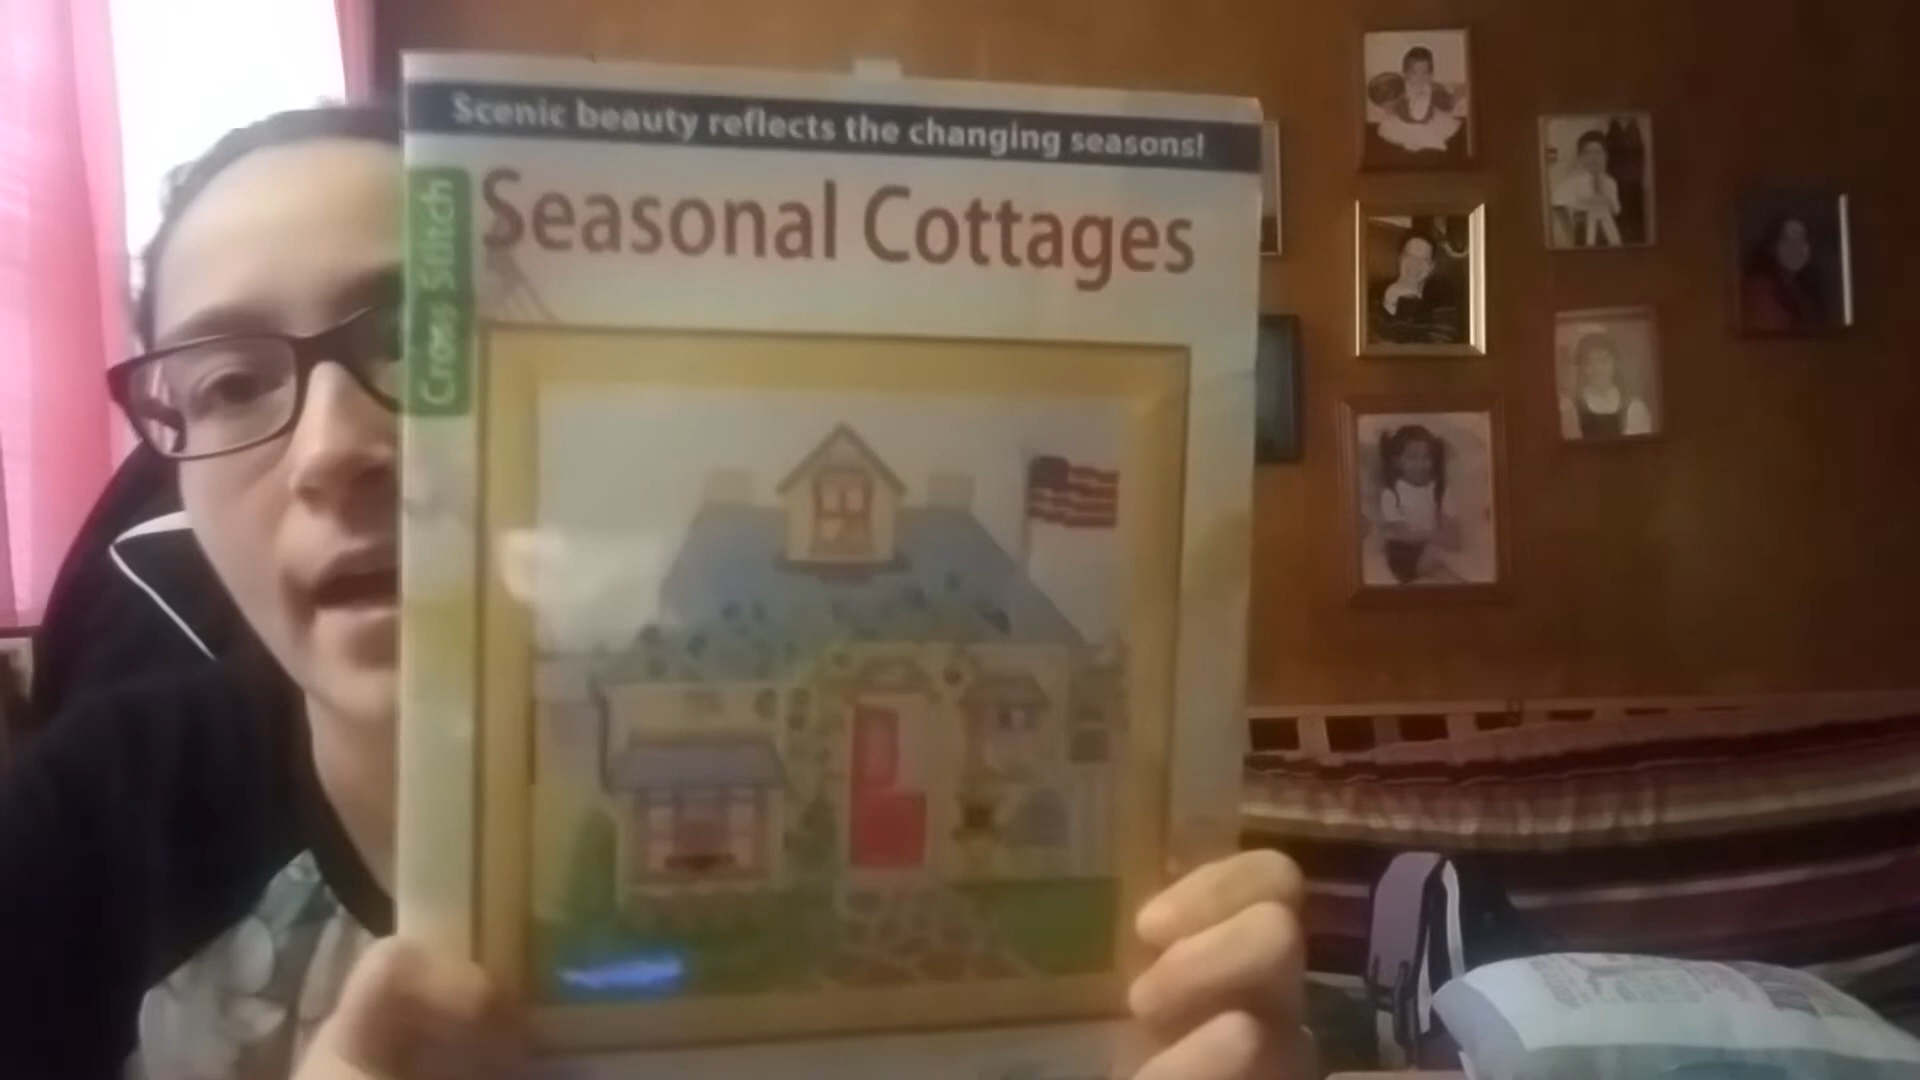 Scenic beauty reflects the changing seasons!
Cross Stitch
Seasonal Cottages